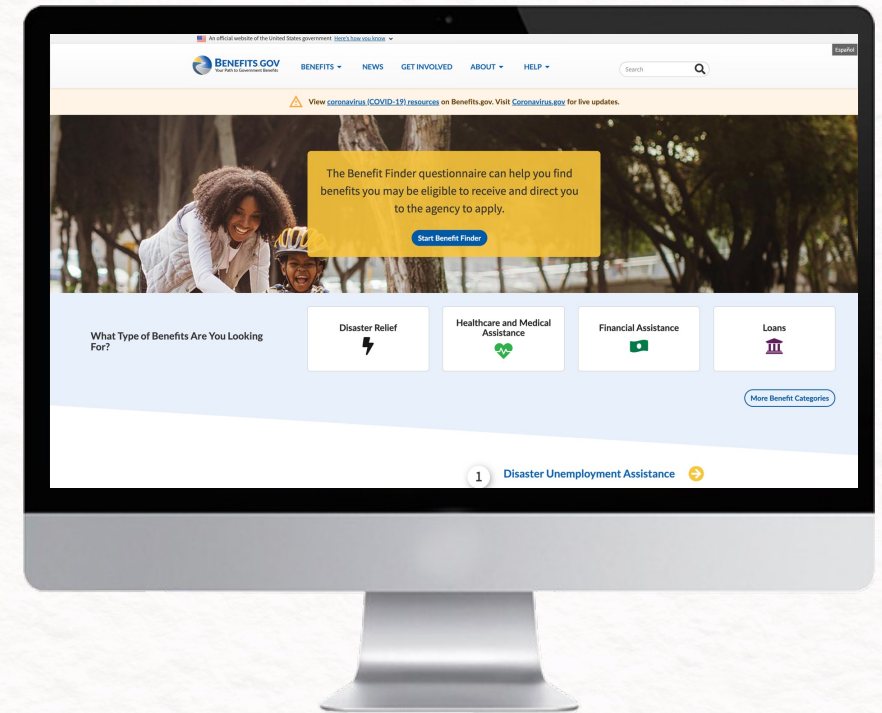 An official website of the United States government Here's how you know
Español
BENEFITS GOV
Your Path to Government Benefits
BENEFITS NEWS GET INVOLVED ABOUT HELP
Search
View coronavirus (COVID-19) resources on Benefits.gov. Visit Coronavirus.gov for live updates.
The Benefit Finder questionnaire can help you find
benefits you may be eligible to receive and direct you
to the agency to apply.
Start Benefit Finder
What Type of Benefits Are You Looking
For?
Disaster Relief
Healthcare and Medical
Assistance
Financial Assistance
Loans
More Benefit Categories
1 Disaster Unemployment Assistance